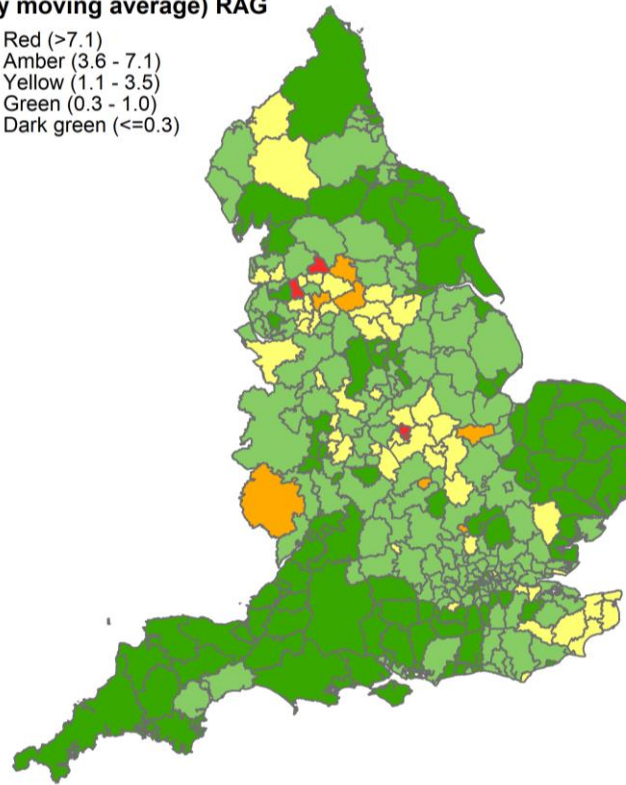 y moving average) RAG
Red (>7.1)
Amber (3.6 - 7.1)
Yellow (1.1 - 3.5)
Green (0.3 - 1.0)
Dark green (<=0.3)